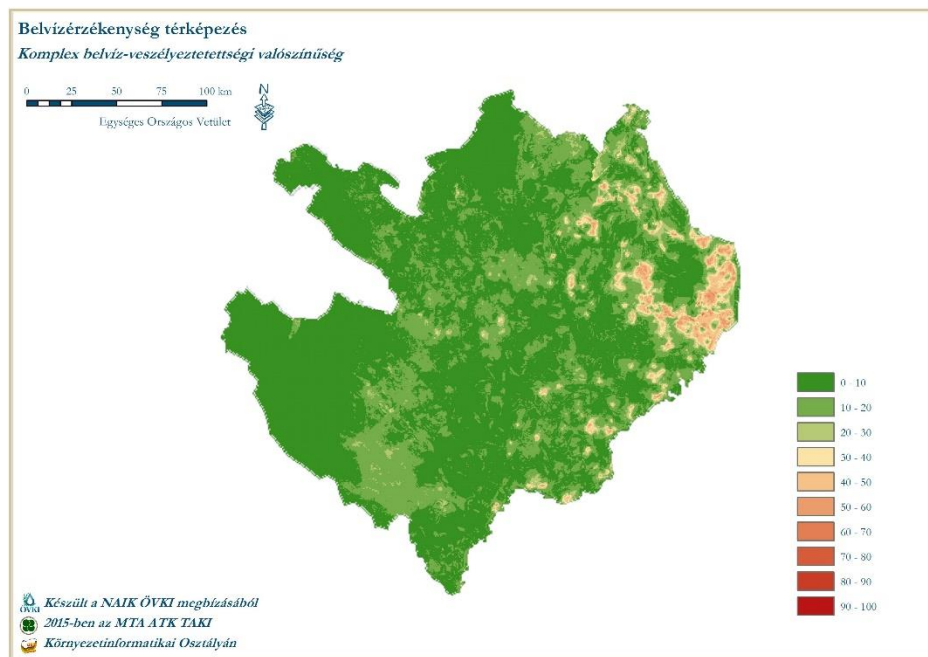 Belvízérzékenység térképezés
Komplex belvíz-veszélyeztetettségi valószínűség
0 25 50 75 100 km
Egységes Országos Vetület
N
0 - 10
10 - 20
20 - 30
30 - 40
40 - 50
50 - 60
60 - 70
70 - 80
80 - 90
90 - 100
ÖVKI
Készült a NAIK ÖVKI megbízásából
2015-ben az MTA ATK TAKI
Környezetinformatikai Osztályán